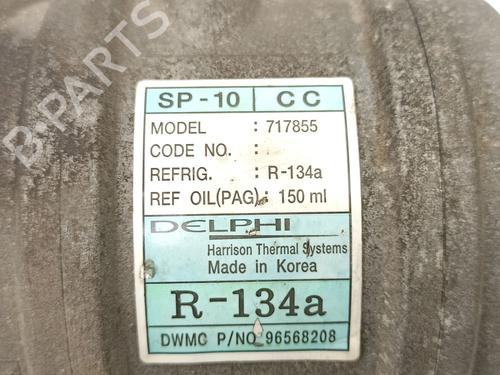 SP-10 CC
MODEL : 717855
CODE NO. :
REFRIG. : R-134a
REF OIL(PAG) : 150 ml
DELPHI
Harrison Thermal Systems
Made in Korea
R-134a
DWMC P/NO 96568208
B-PARTS